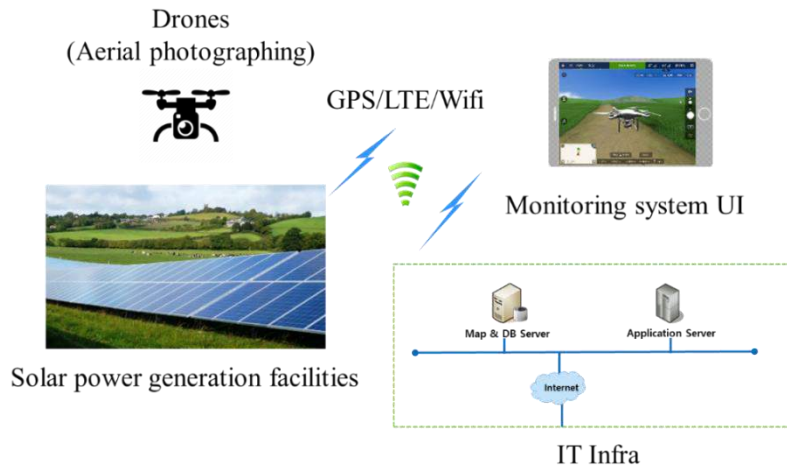 Drones
(Aerial photographing)
GPS/LTE/Wifi
Monitoring system UI
Solar power generation facilities
Map & DB Server
Application Server
Internet
IT Infra